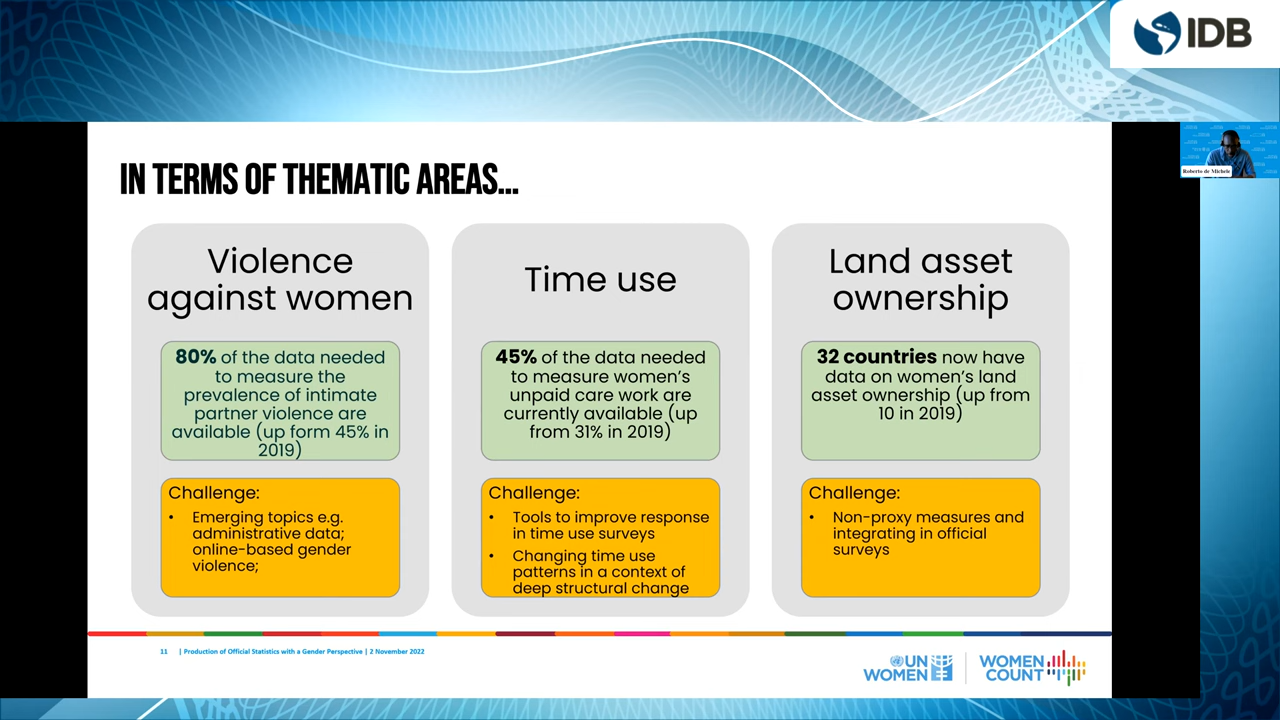 IDB
Roberto de Michele
IN TERMS OF THEMATIC AREAS...
Violence
against women
80% of the data needed
to measure the
prevalence of intimate
partner violence are
available (up form 45% in
2019)
Challenge:
• Emerging topics e.g.
administrative data;
online-based gender
violence;
Time use
45% of the data needed
to measure women's
unpaid care work are
currently available (up
from 31% in 2019)
Challenge:
• Tools to improve response
in time use surveys
• Changing time use
patterns in a context of
deep structural change
Land asset
ownership
32 countries now have
data on women's land
asset ownership (up from
10 in 2019)
Challenge:
• Non-proxy measures and
integrating in official
surveys
11 | Production of Official Statistics with a Gender Perspective | 2 November 2022
UN
WOMEN
WOMEN
COUNT